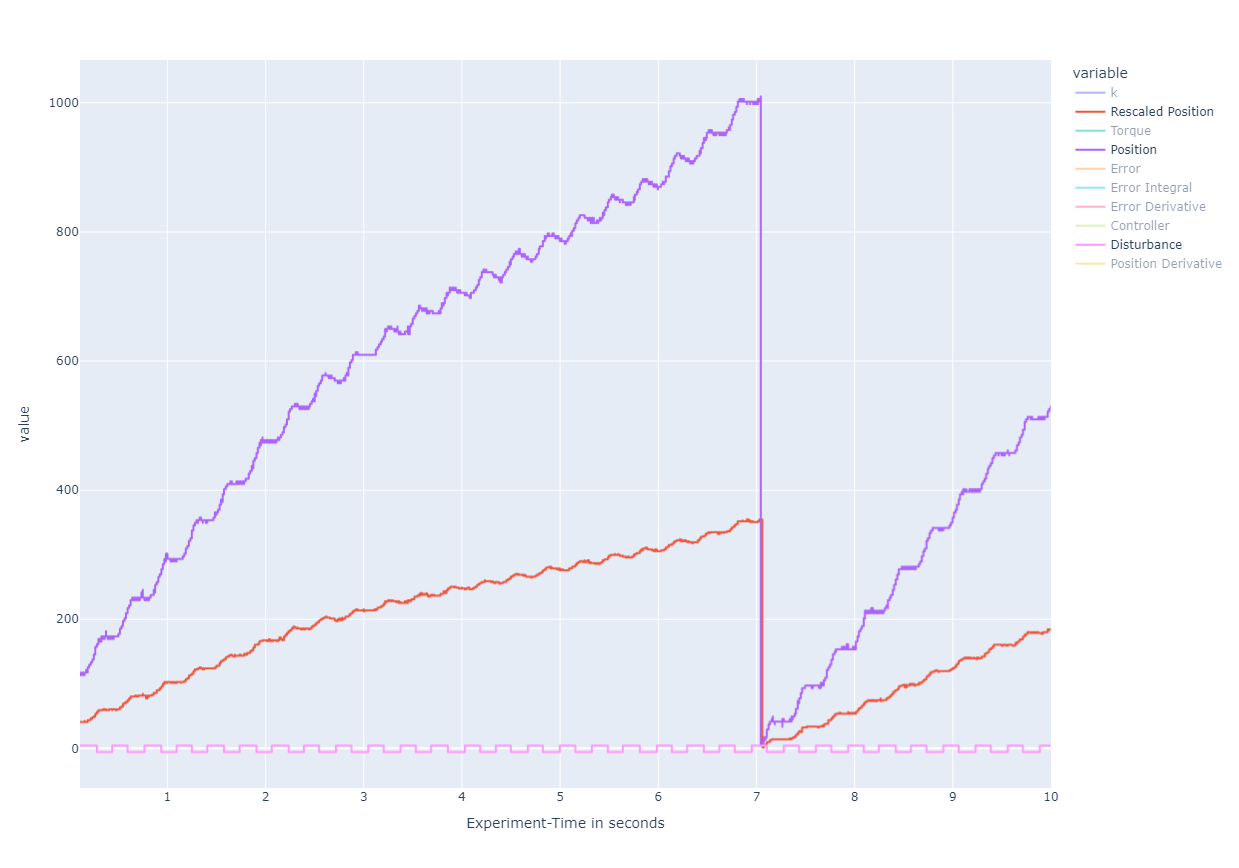 variable
k
Rescaled Position
Torque
Position
Error
Error Integral
Error Derivative
Controller
Disturbance
Position Derivative
1000
800
600
400
200
0
value
1 2 3 4 5 6 7 8 9 10
Experiment-Time in seconds